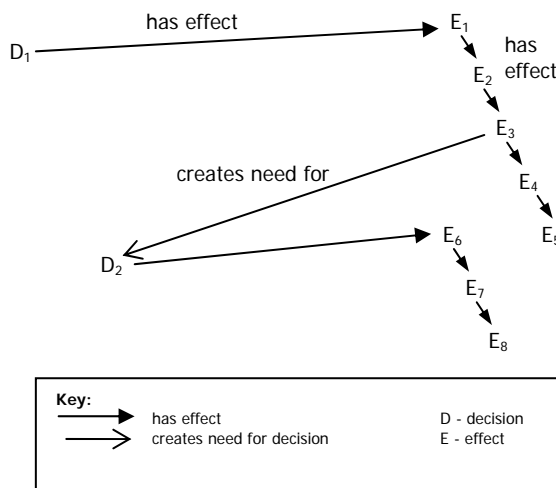 has effect
D₁
E₁
has
effect
E₂
E₃
creates need for
E₄
E₅
D₂
E₆
E₇
E₈
Key:
has effect D - decision
creates need for decision E - effect